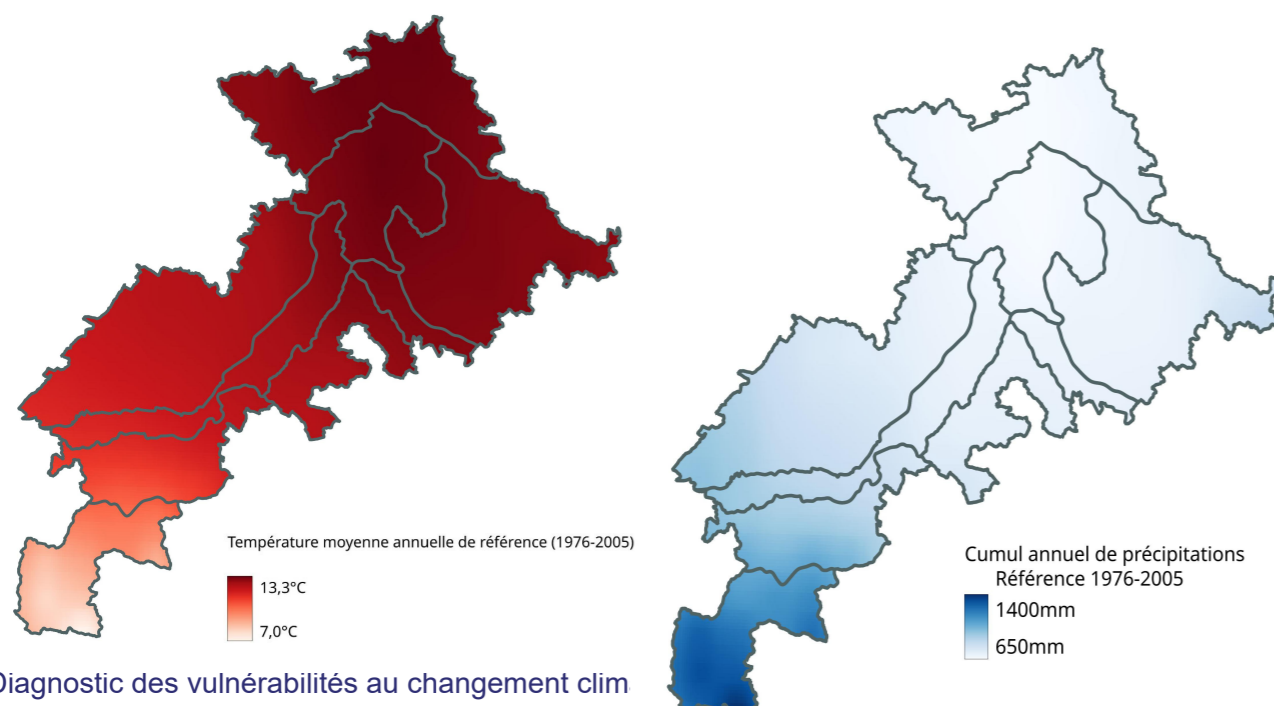 Température moyenne annuelle de référence (1976-2005)
13,3°C
7,0°C
Cumul annuel de précipitations
Référence 1976-2005
1400mm
650mm
Diagnostic des vulnérabilités au changement clim